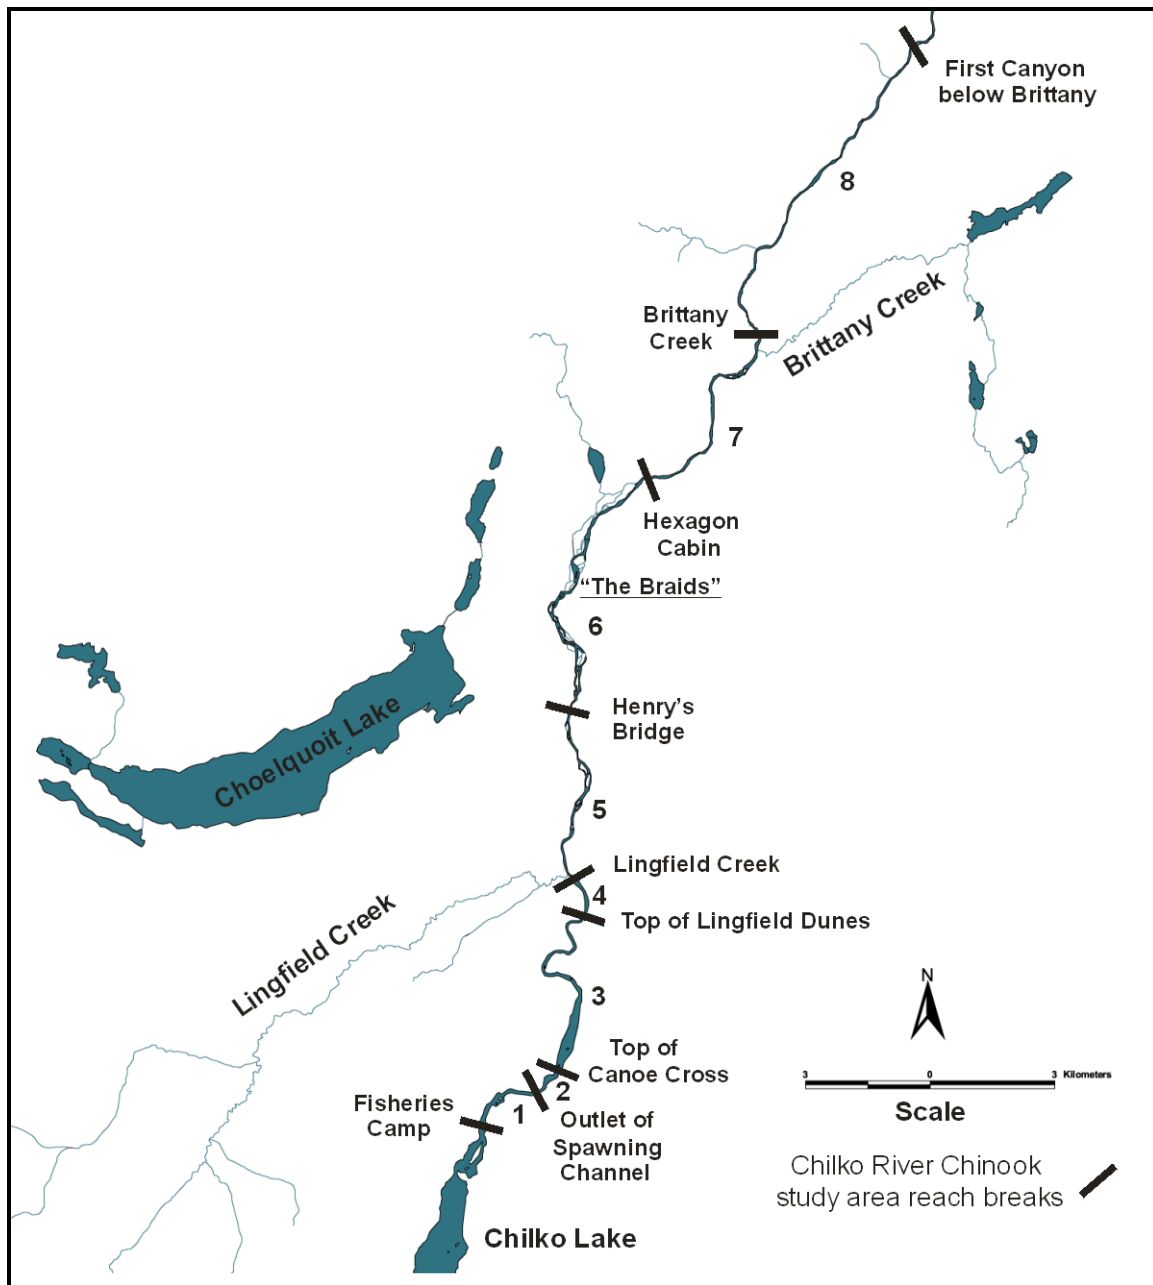 First Canyon
below Brittany
8
Brittany Creek
Brittany
Creek
7
Hexagon
Cabin
"The Braids"
6
Henry's
Bridge
Choelquoit Lake
5
Lingfield Creek
4
Top of Lingfield Dunes
Lingfield Creek
3
N
Top of
Canoe Cross
3 0 3 Kilometers
Scale
2
1
Fisheries
Camp
Outlet of
Spawning
Channel
Chilko River Chinook
study area reach breaks
Chilko Lake